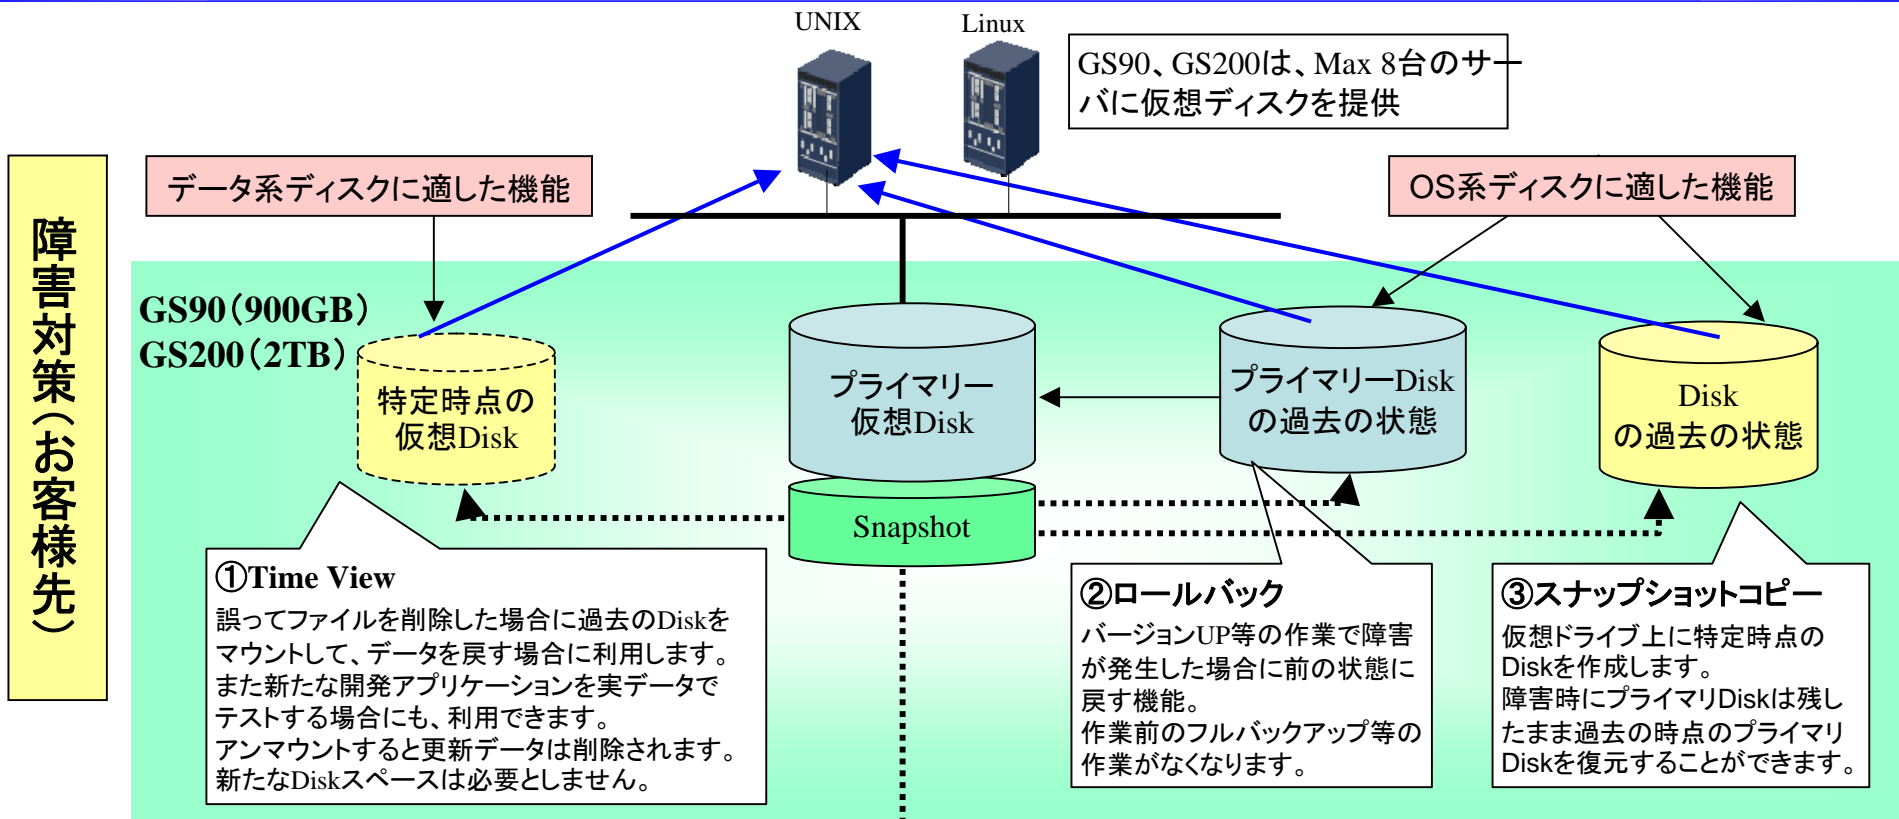 UNIX
Linux
GS90、GS200は、Max 8台のサー
バに仮想ディスクを提供
データ系ディスクに適した機能
OS系ディスクに適した機能
障害対策（お客様先）
GS90（900GB）
GS200（2TB）
特定時点の
仮想Disk
プライマリー
仮想Disk
プライマリーDisk
の過去の状態
Disk
の過去の状態
Snapshot
①Time View
誤ってファイルを削除した場合に過去のDiskを
マウントして、データを戻す場合に利用します。
また新たな開発アプリケーションを実データで
テストする場合にも、利用できます。
アンマウントすると更新データは削除されます。
新たなDiskスペースは必要としません。
②ロールバック
バージョンUP等の作業で障害
が発生した場合に前の状態に
戻す機能。
作業前のフルバックアップ等の
作業がなくなります。
③スナップショットコピー
仮想ドライブ上に特定時点の
Diskを作成します。
障害時にプライマリDiskは残し
たまま過去の時点のプライマリ
Diskを復元することができます。